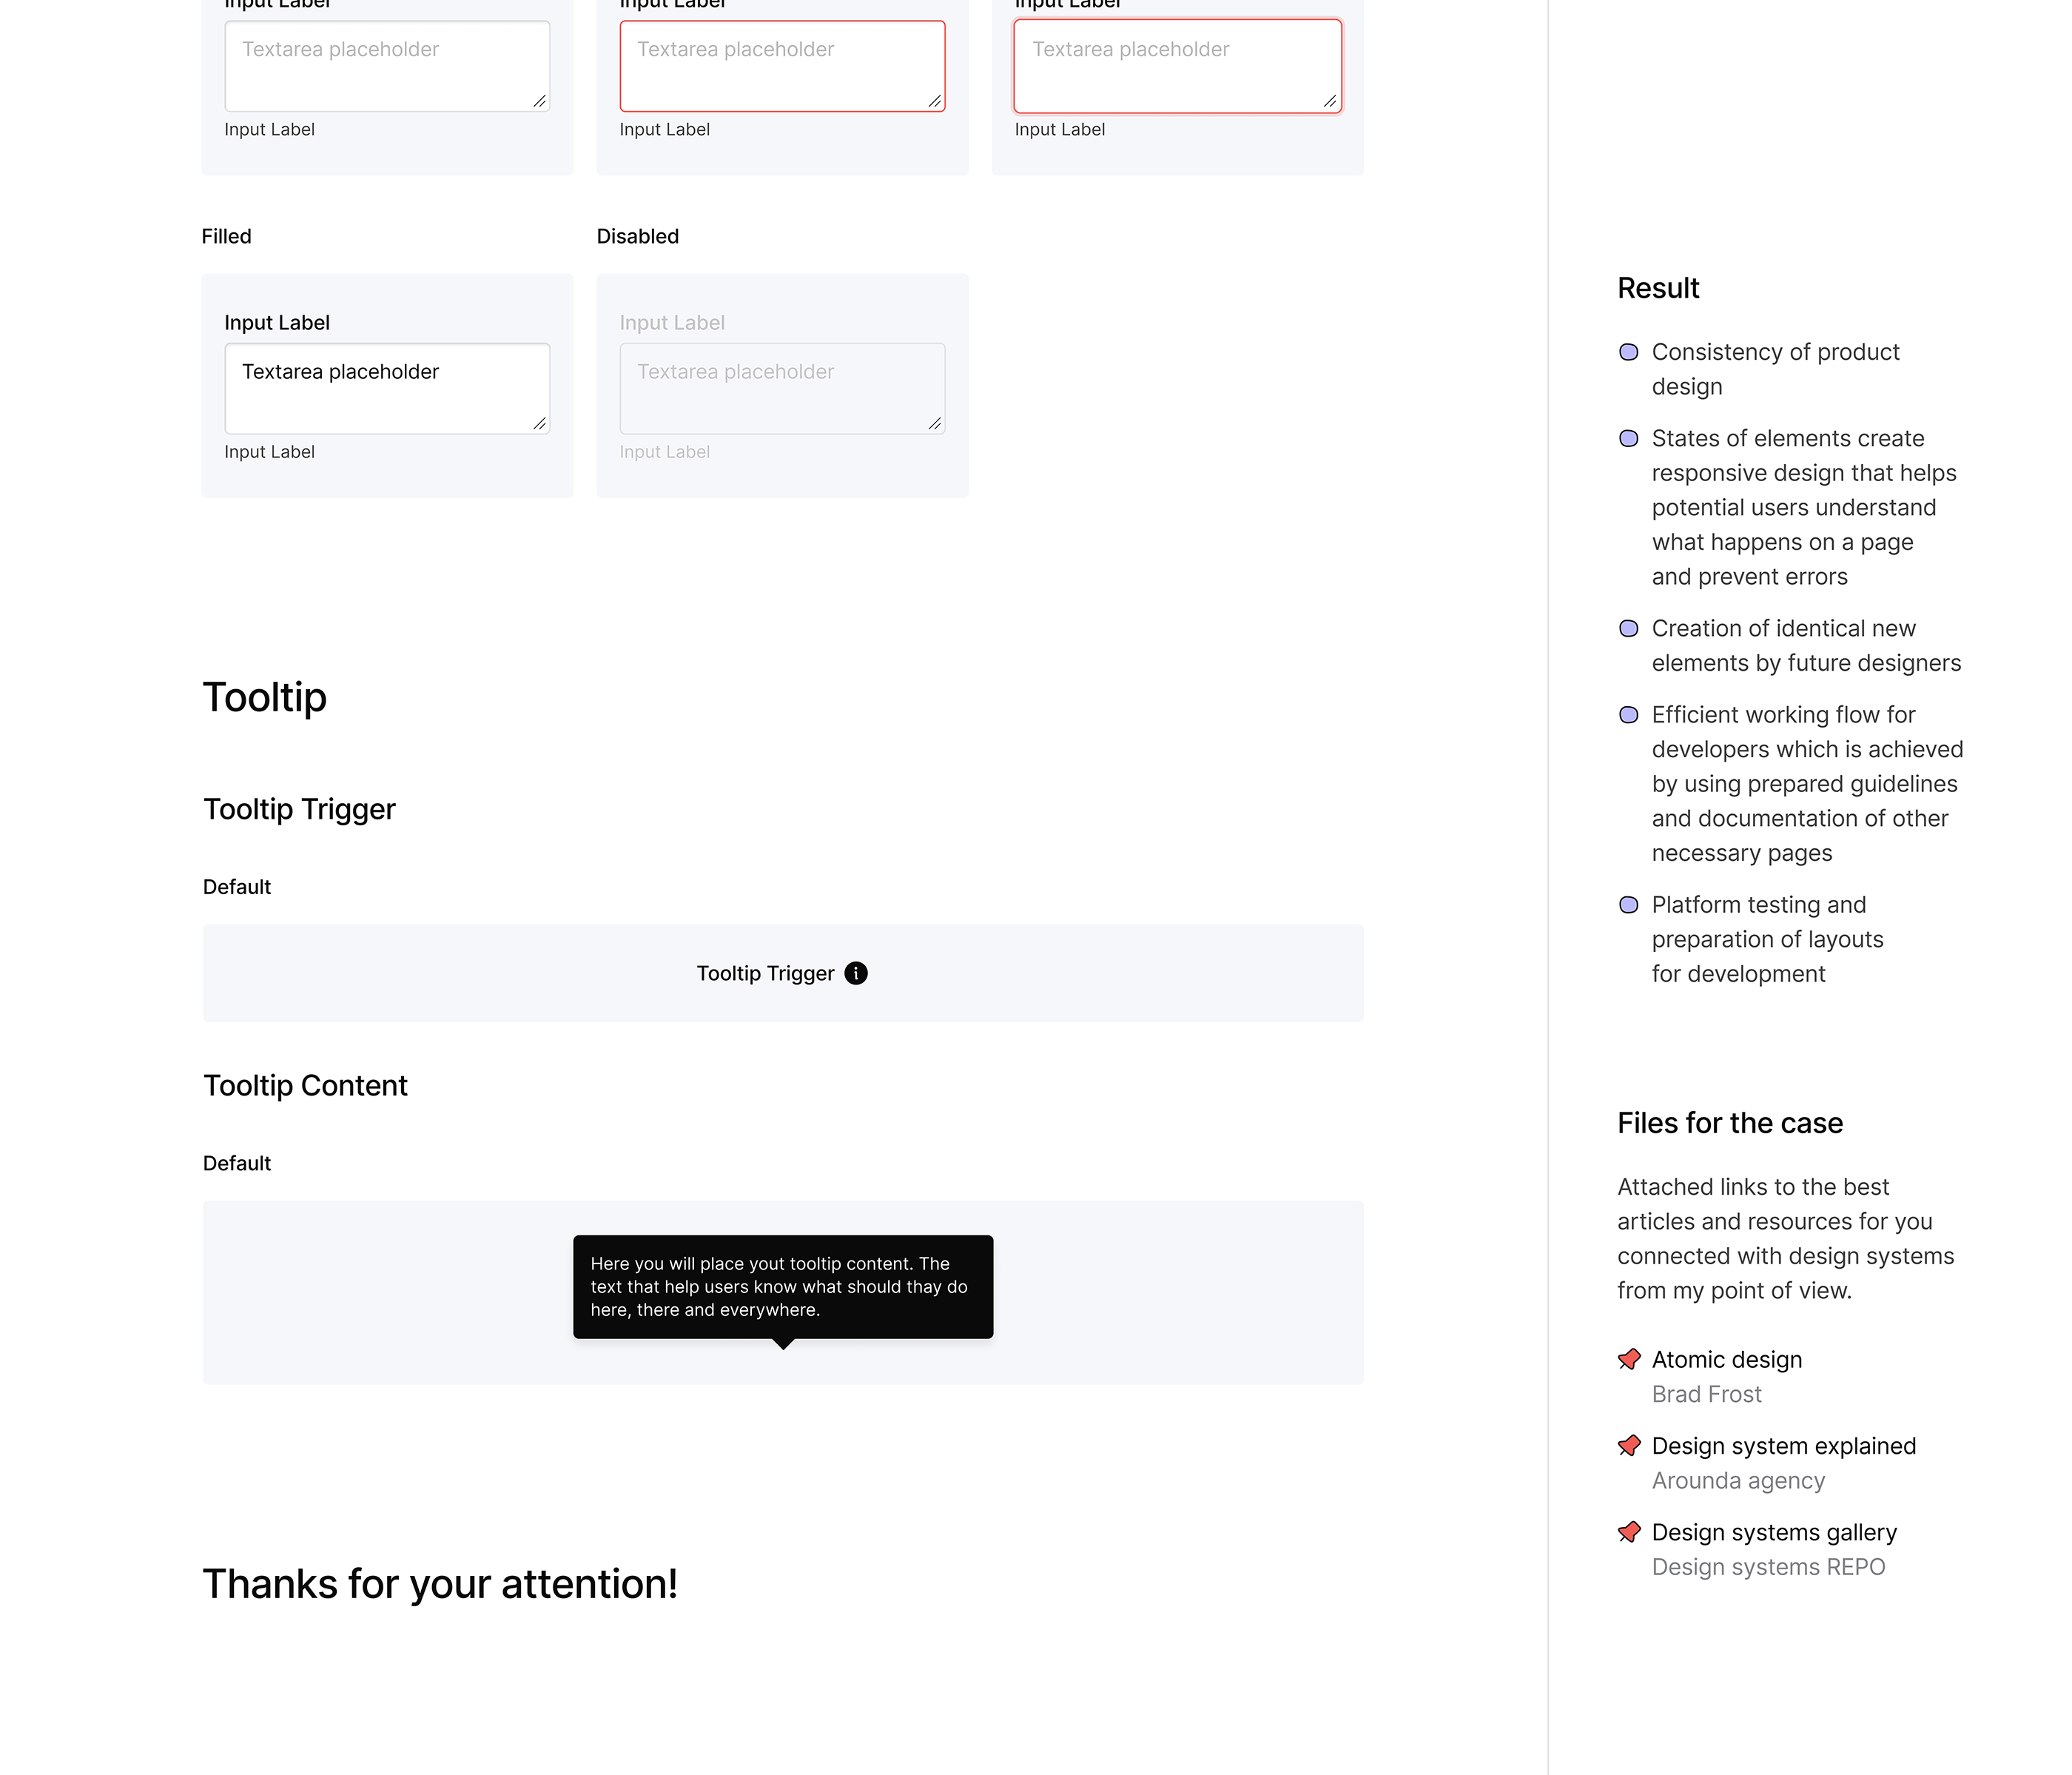 Input Label
Input Label
Input Label
Textarea placeholder
Textarea placeholder
Textarea placeholder
Input Label
Input Label
Input Label
Filled
Disabled
Input Label
Input Label
Textarea placeholder
Textarea placeholder
Input Label
Input Label
Tooltip
Tooltip Trigger
Default
Tooltip Trigger i
Tooltip Content
Default
Here you will place yout tooltip content. The
text that help users know what should thay do
here, there and everywhere.
Thanks for your attention!
Result
Consistency of product
design
States of elements create
responsive design that helps
potential users understand
what happens on a page
and prevent errors
Creation of identical new
elements by future designers
Efficient working flow for
developers which is achieved
by using prepared guidelines
and documentation of other
necessary pages
Platform testing and
preparation of layouts
for development
Files for the case
Attached links to the best
articles and resources for you
connected with design systems
from my point of view.
Atomic design
Brad Frost
Design system explained
Arounda agency
Design systems gallery
Design systems REPO